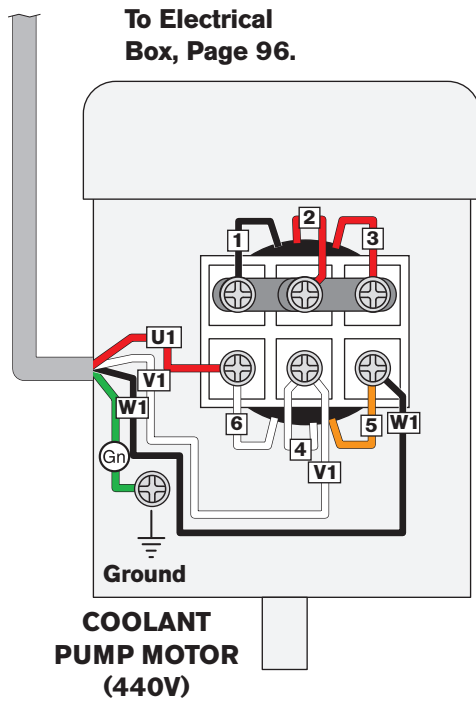 To Electrical
Box, Page 96.
1
2
3
U1
V1
W1
6
4
5
W1
V1
Gn
Ground
COOLANT
PUMP MOTOR
(440V)